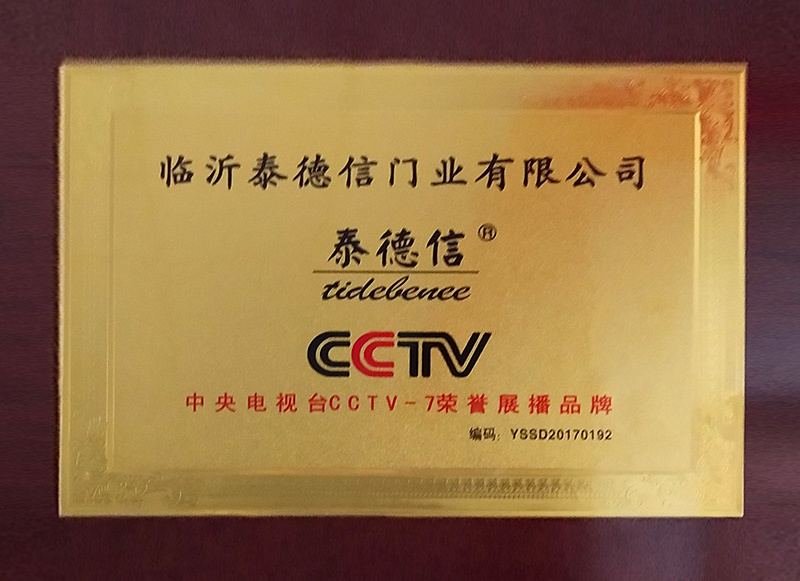 临沂泰德信门业有限公司
泰德信®
tidebenee
CCTV
中央电视台CCTV-7荣誉展播品牌
编码：YSSD20170192